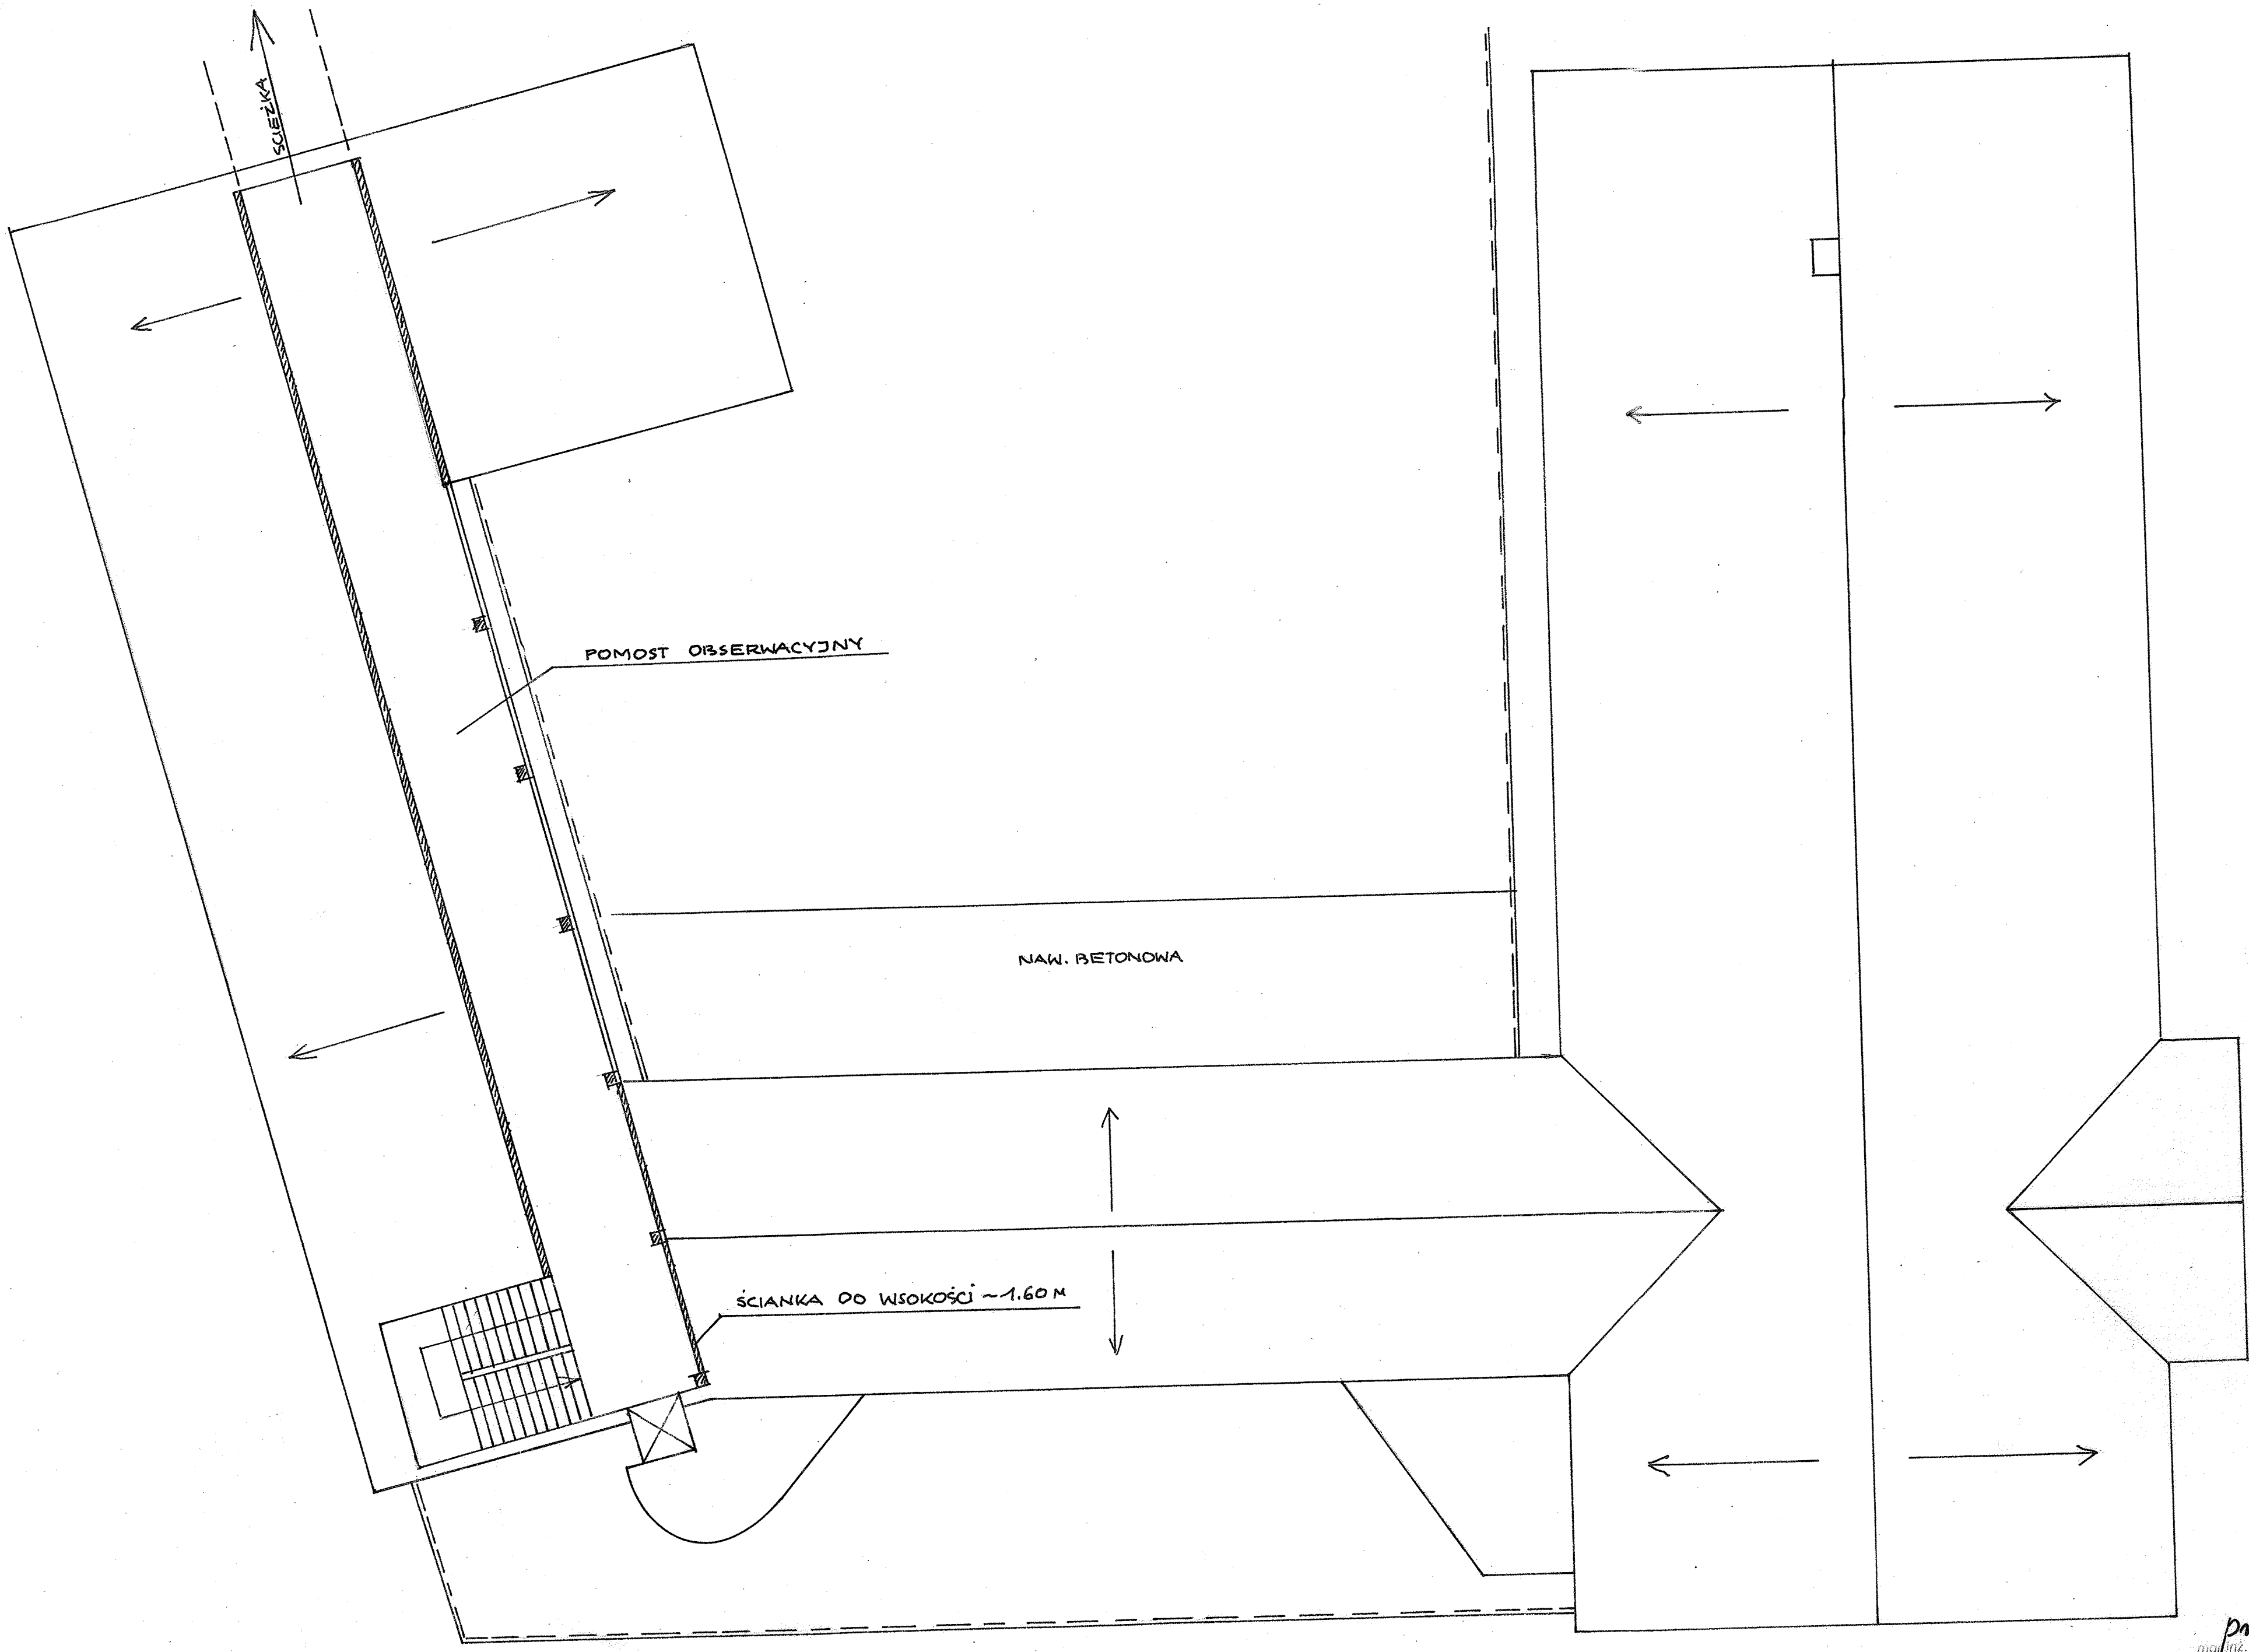 ŚCIEŻKA
POMOST OBSERWACYJNY
NAW. BETONOWA
ŚCIANKA DO WSOKOŚCI ~1.60 M